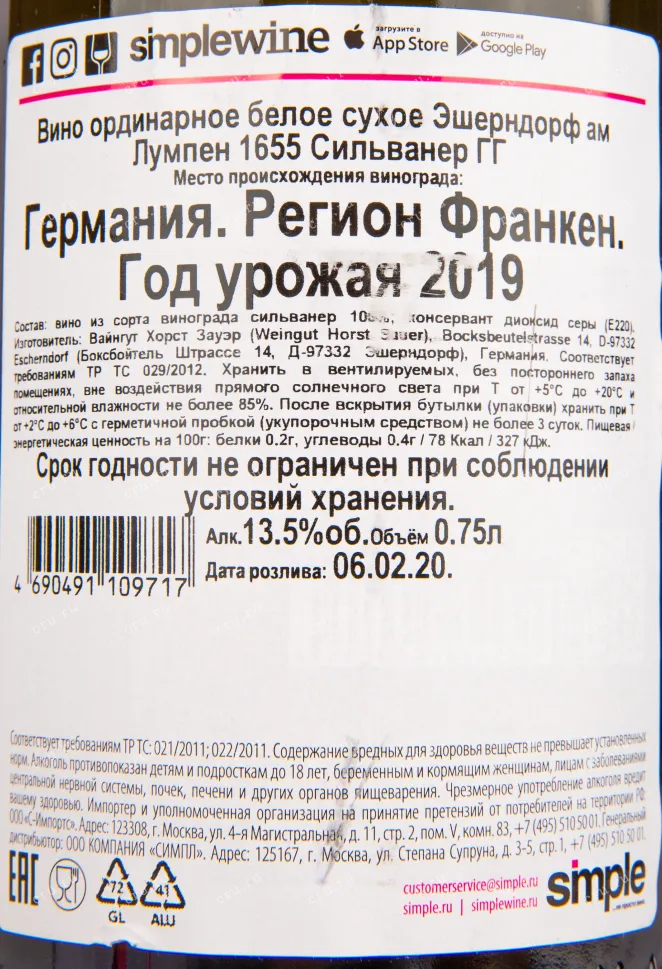 simplewine загрузите в App Store доступно на Google Play
Вино ординарное белое сухое Эшерндорф ам
Лумпен 1655 Сильванер ГГ
Место происхождения винограда:
Германия. Регион Франкен.
Год урожая 2019
Состав: вино из сорта винограда сильванер 100%, консервант диоксид серы (E220).
Изготовитель: Вайнгут Хорст Зауэр (Weingut Horst Sauer), Bocksbeutelstrasse 14, D-97332
Escherndorf (Боксбойтель Штрассе 14, Д-97332 Эшерндорф), Германия. Соответствует
требованиям ТР ТС 029/2012. Хранить в вентилируемых, без постороннего запаха
помещениях, вне воздействия прямого солнечного света при Т от +5°С до +20°С и
относительной влажности не более 85%. После вскрытия бутылки (упаковки) хранить при Т
от +2°С до +6°С с герметичной пробкой (укупорочным средством) не более 3 суток. Пищевая
энергетическая ценность на 100г: белки 0.2г, углеводы 0.4г / 78 Ккал / 327 кДж.
Срок годности не ограничен при соблюдении
условий хранения.
Алк.13.5%об.Объём 0.75л
Дата розлива: 06.02.20.
4 690491 109717
Соответствует требованиям ТР ТС: 021/2011; 022/2011. Содержание вредных для здоровья веществ не превышает установленных
норм. Алкоголь противопоказан детям и подросткам до 18 лет, беременным и кормящим женщинам, лицам с заболеваниями
центральной нервной системы, почек, печени и других органов пищеварения. Чрезмерное употребление алкоголя вредит
вашему здоровью. Импортер и уполномоченная организация на принятие претензий от потребителей на территории РФ:
ООО «С-Импортс». Адрес: 123308, г. Москва, ул. 4-я Магистральная, д. 11, стр. 2, пом. V, комн. 83, +7 (495) 510 50 01. Генеральный
дистрибьютор: ООО КОМПАНИЯ «СИМПЛ». Адрес: 125167, г. Москва, ул. Степана Супруна, д. 3-5, стр. 1, +7 (495) 510 50 01.
EAC
72
GL
41
ALU
customerservice@simple.ru
simple.ru | simplewine.ru
simple